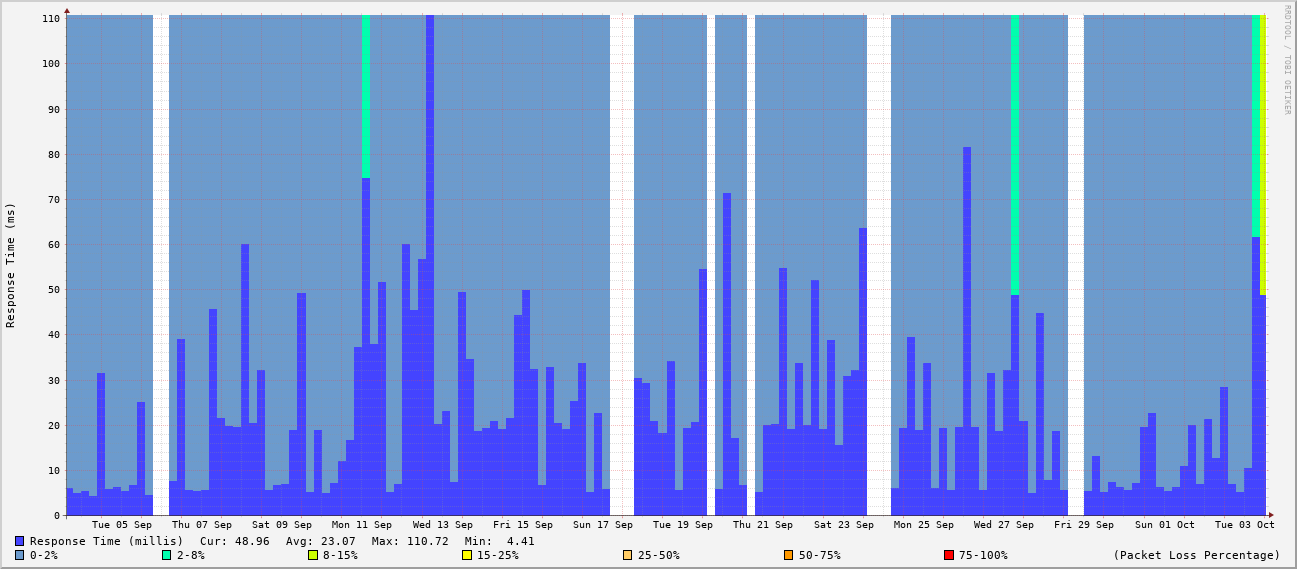 RRDTOOL / TOBI OETIKER
Response Time (ms)
110
100
90
80
70
60
50
40
30
20
10
0
Tue 05 Sep Thu 07 Sep Sat 09 Sep Mon 11 Sep Wed 13 Sep Fri 15 Sep Sun 17 Sep Tue 19 Sep Thu 21 Sep Sat 23 Sep Mon 25 Sep Wed 27 Sep Fri 29 Sep Sun 01 Oct Tue 03 Oct
Response Time (millis) Cur: 48.96 Avg: 23.07 Max: 110.72 Min: 4.41
0-2% 2-8% 8-15% 15-25% 25-50% 50-75% 75-100% (Packet Loss Percentage)